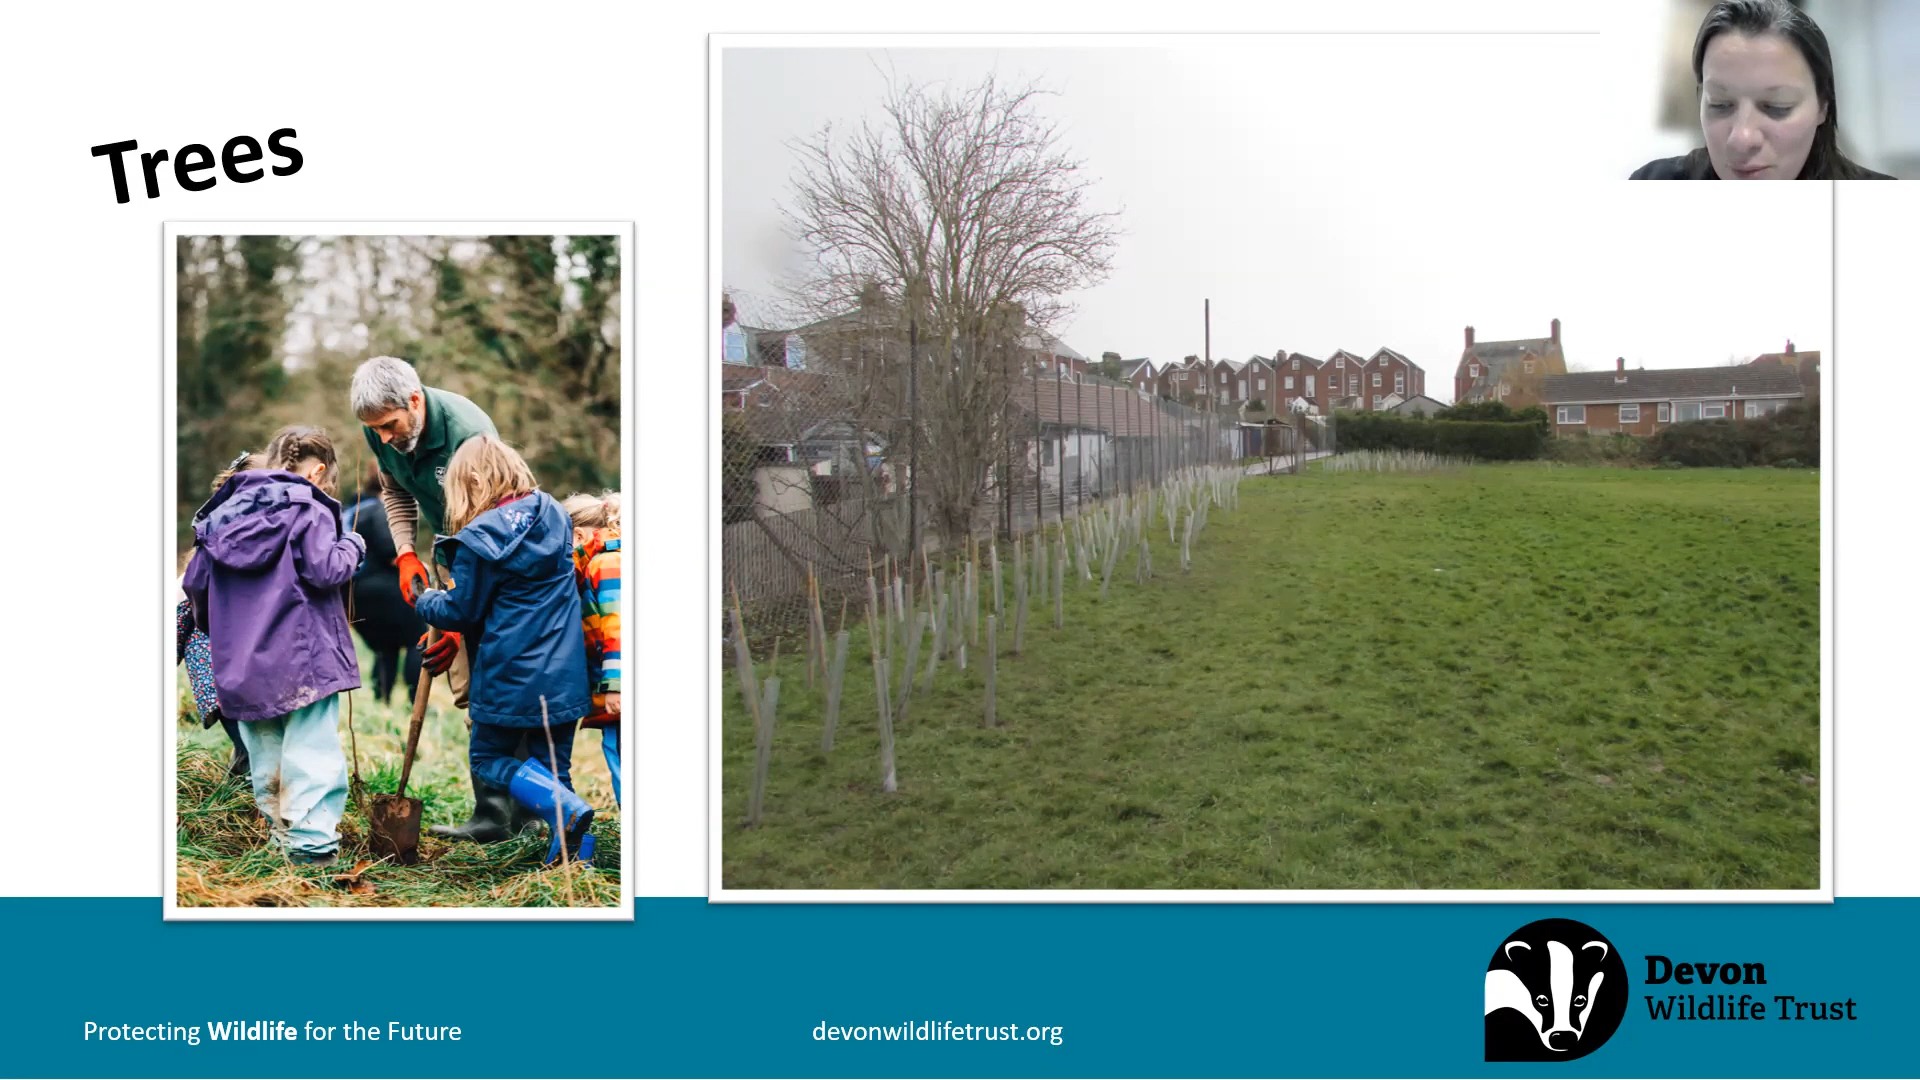 Trees
Protecting Wildlife for the Future
devonwildlifetrust.org
Devon
Wildlife Trust